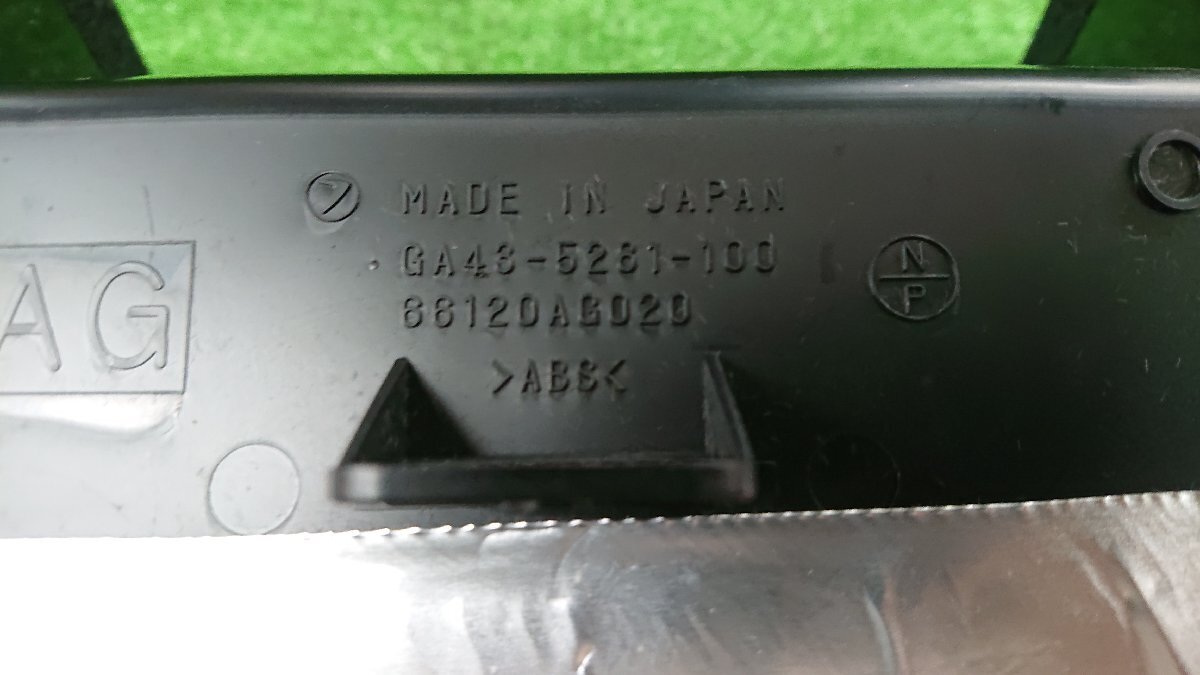 MADE IN JAPAN
GA43-5261-100
66120AG020
>ABS<
AG
N
P